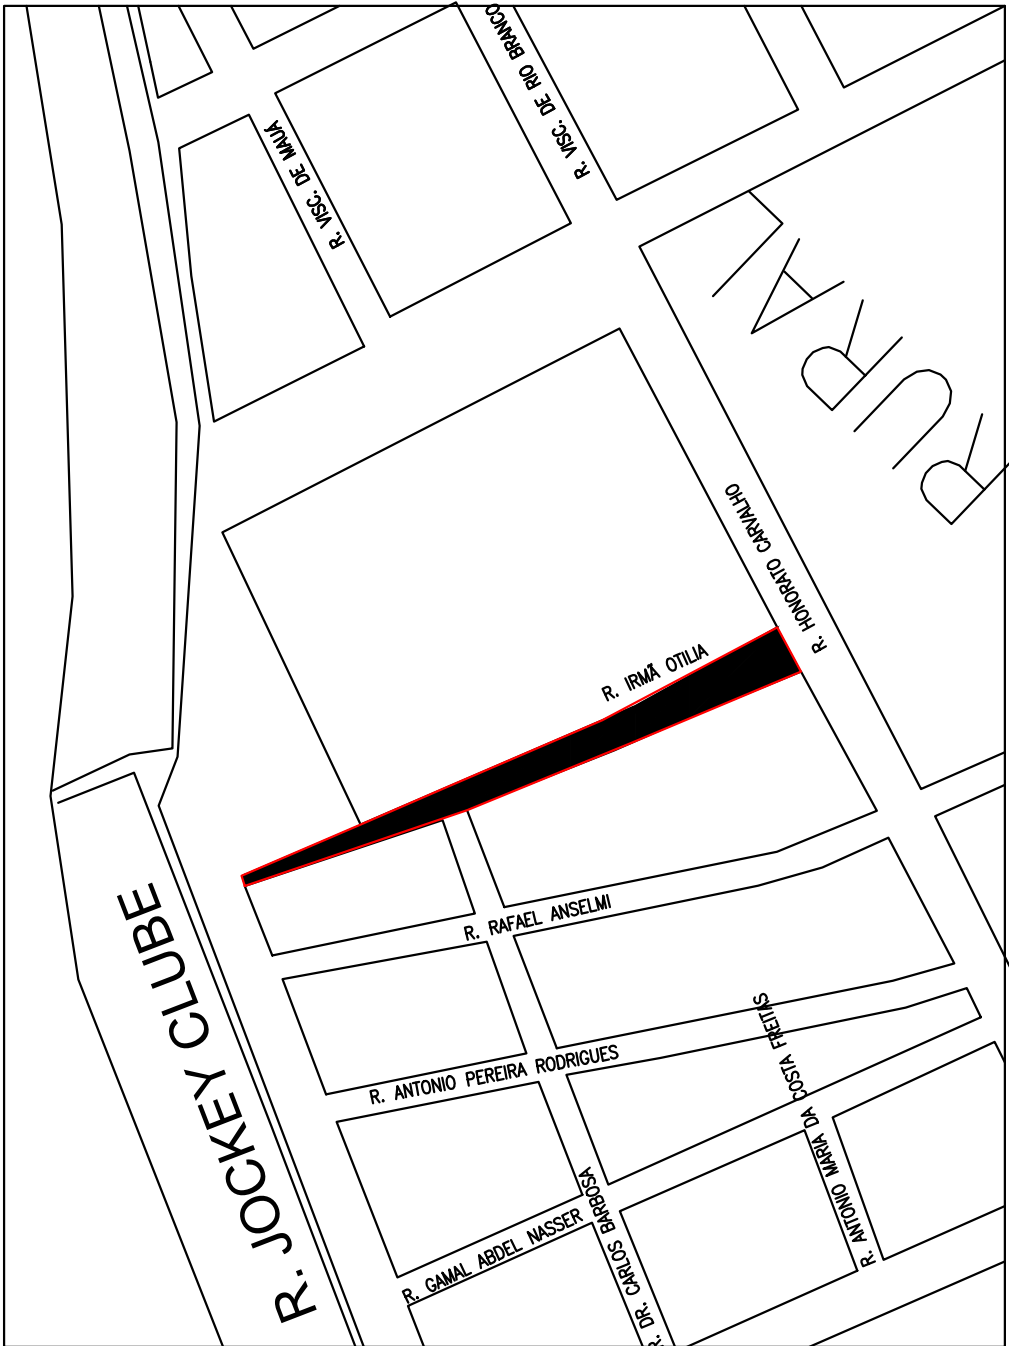 R. VISC. DE RIO BRANCO
R. VISC. DE MAUÁ
RURAL
R. HONORATO CARVALHO
R. IRMÃ OTILIA
R. JOCKEY CLUBE
R. RAFAEL ANSELMI
R. ANTONIO PEREIRA RODRIGUES
R. ANTONIO MARIA DA COSTA FREITAS
R. GAMAL ABDEL NASSER
R. DR. CARLOS BARBOSA